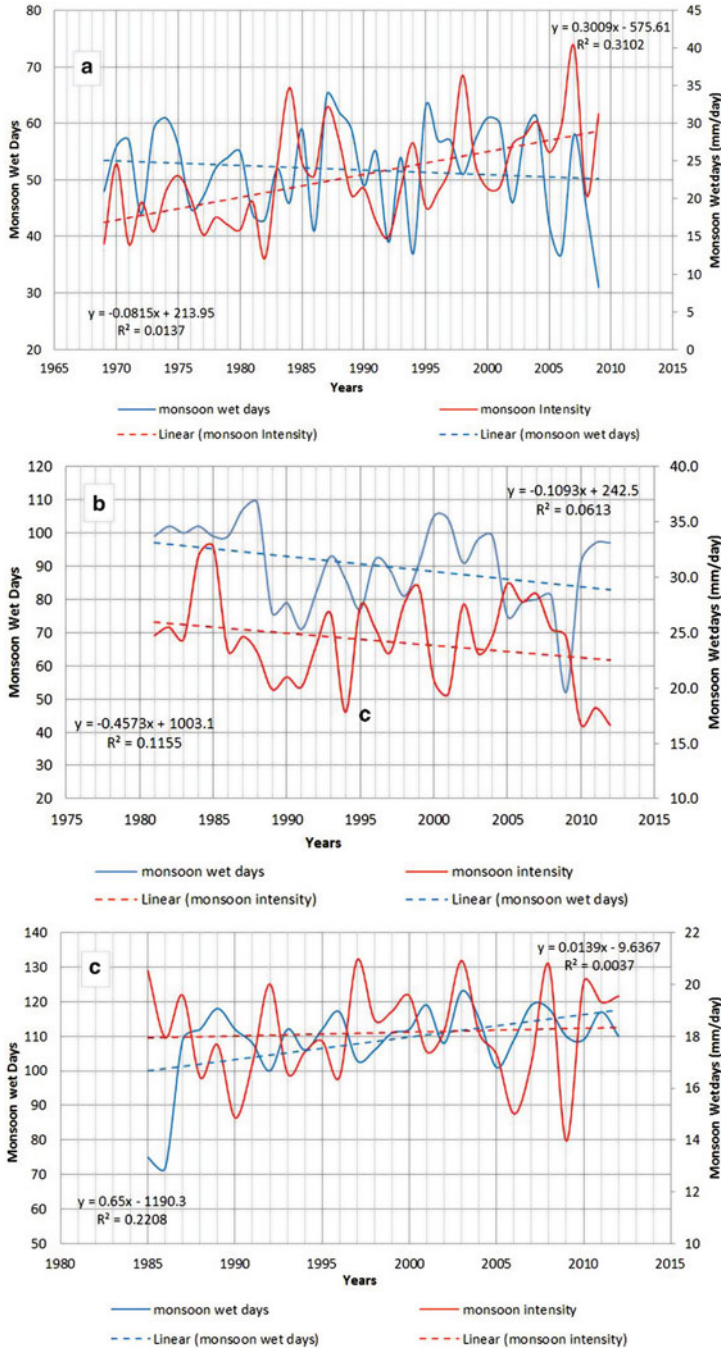 a
y = 0.3009x - 575.61
R² = 0.3102
80
70
60
50
40
30
20
45
40
35
30
25
20
15
10
5
0
Monsoon Wet Days
Monsoon Wetdays (mm/day)
y = -0.0815x + 213.95
R² = 0.0137
1965 1970 1975 1980 1985 1990 1995 2000 2005 2010 2015
Years
monsoon wet days monsoon Intensity
Linear (monsoon Intensity) Linear (monsoon wet days)
b
y = -0.1093x + 242.5
R² = 0.0613
120
110
100
90
80
70
60
50
40
30
20
40.0
35.0
30.0
25.0
20.0
15.0
10.0
Monsoon Wet Days
Monsoon Wetdays (mm/day)
c
y = -0.4573x + 1003.1
R² = 0.1155
1975 1980 1985 1990 1995 2000 2005 2010 2015
Years
monsoon wet days monsoon intensity
Linear (monsoon intensity) Linear (monsoon wet days)
c
y = 0.0139x - 9.6367
R² = 0.0037
140
130
120
110
100
90
80
70
60
50
22
20
18
16
14
12
10
Monsoon wet Days
Monsoon Wetdays (mm/day)
y = 0.65x - 1190.3
R² = 0.2208
1980 1985 1990 1995 2000 2005 2010 2015
Years
monsoon wet days monsoon intensity
Linear (monsoon wet days) Linear (monsoon intensity)